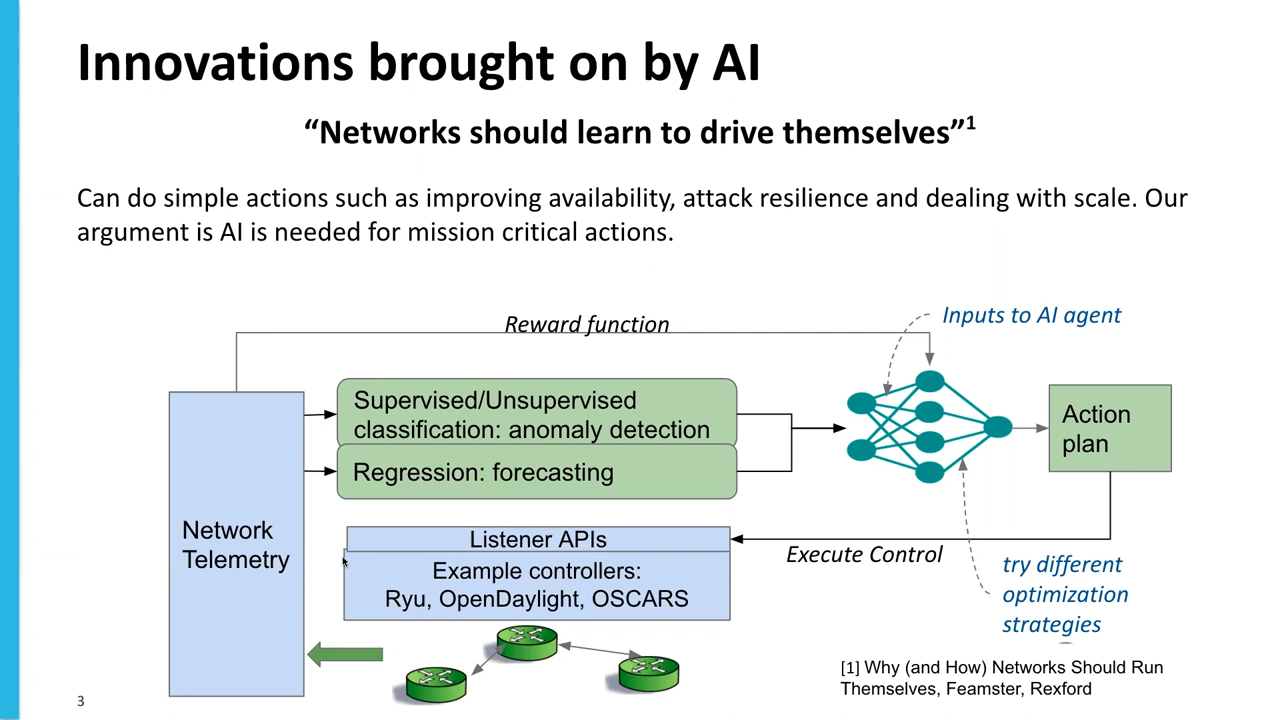 Innovations brought on by AI
“Networks should learn to drive themselves”1
Can do simple actions such as improving availability, attack resilience and dealing with scale. Our
argument is AI is needed for mission critical actions.
Reward function
Inputs to AI agent
Supervised/Unsupervised
classification: anomaly detection
Regression: forecasting
Action
plan
Network
Telemetry
Listener APIs
Example controllers:
Ryu, OpenDaylight, OSCARS
Execute Control
try different
optimization
strategies
[1] Why (and How) Networks Should Run
Themselves, Feamster, Rexford
3